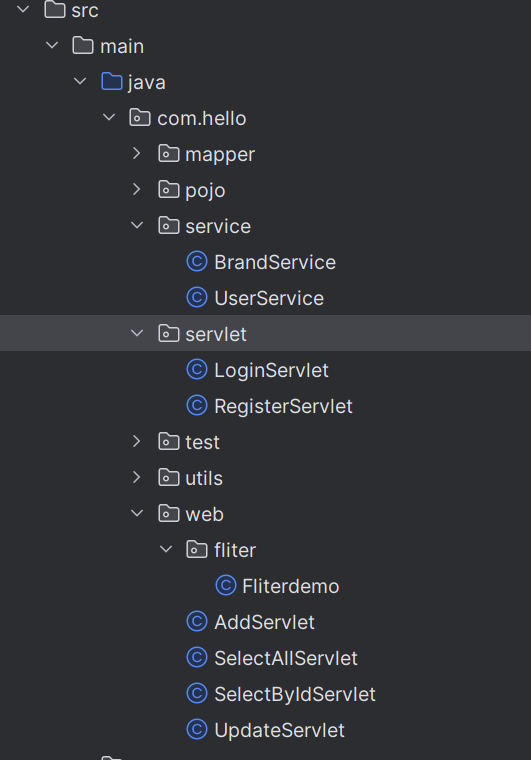 src
main
java
com.hello
mapper
pojo
service
BrandService
UserService
servlet
LoginServlet
RegisterServlet
test
utils
web
fliter
Fliterdemo
AddServlet
SelectAllServlet
SelectByIdServlet
UpdateServlet